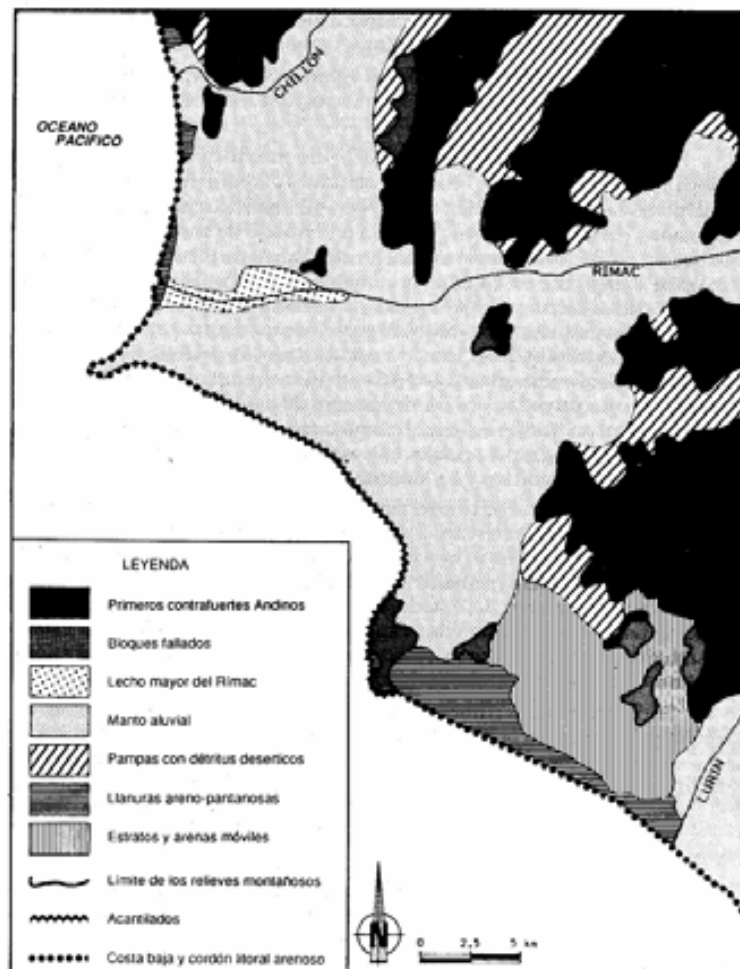 OCEANO
PACIFICO
CHILLON
RIMAC
LURIN
LEYENDA
Primeros contrafuertes Andinos
Bloques fallados
Lecho mayor del Rímac
Manto aluvial
Pampas con détritus deserticos
Llanuras areno-pantanosas
Estratos y arenas móviles
Límite de los relieves montañosos
Acantilados
Costa baja y cordón litoral arenoso
N
0 2,5 5 km